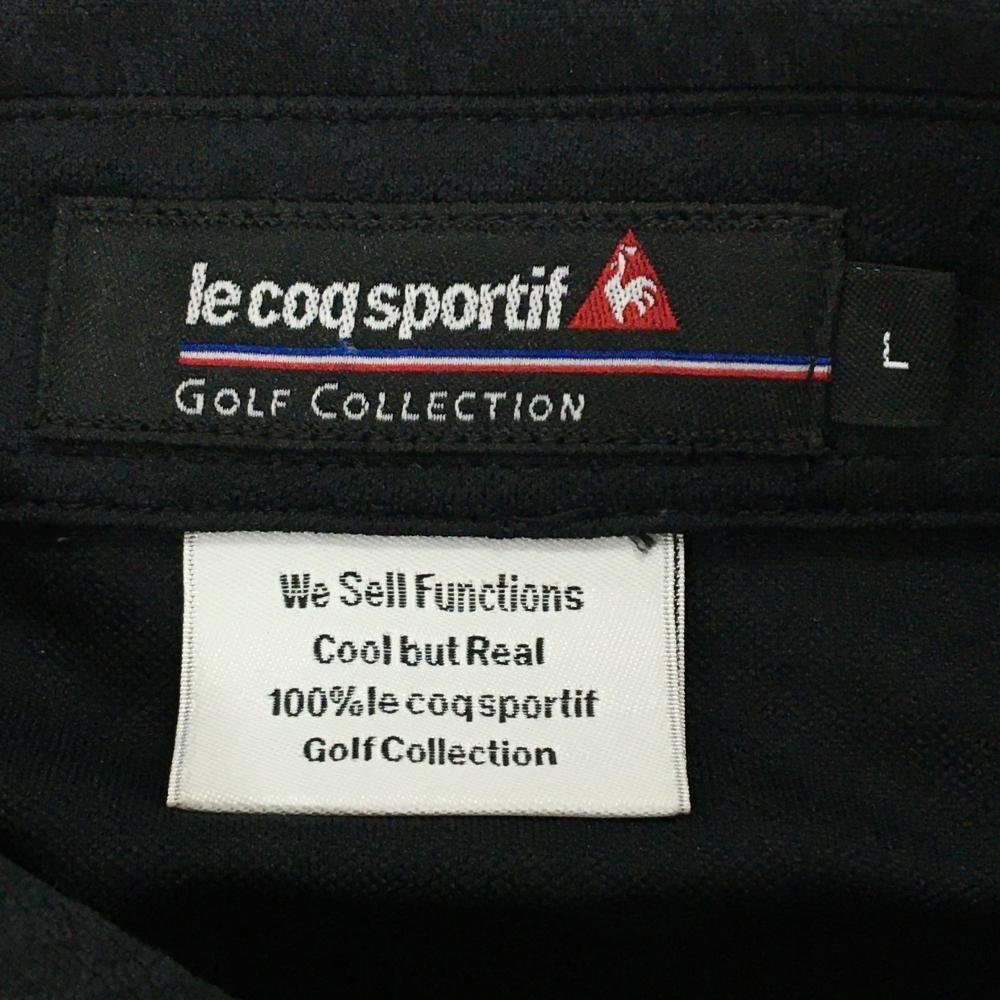 le coq sportif
GOLF COLLECTION
L
We Sell Functions
Cool but Real
100% le coq sportif
Golf Collection